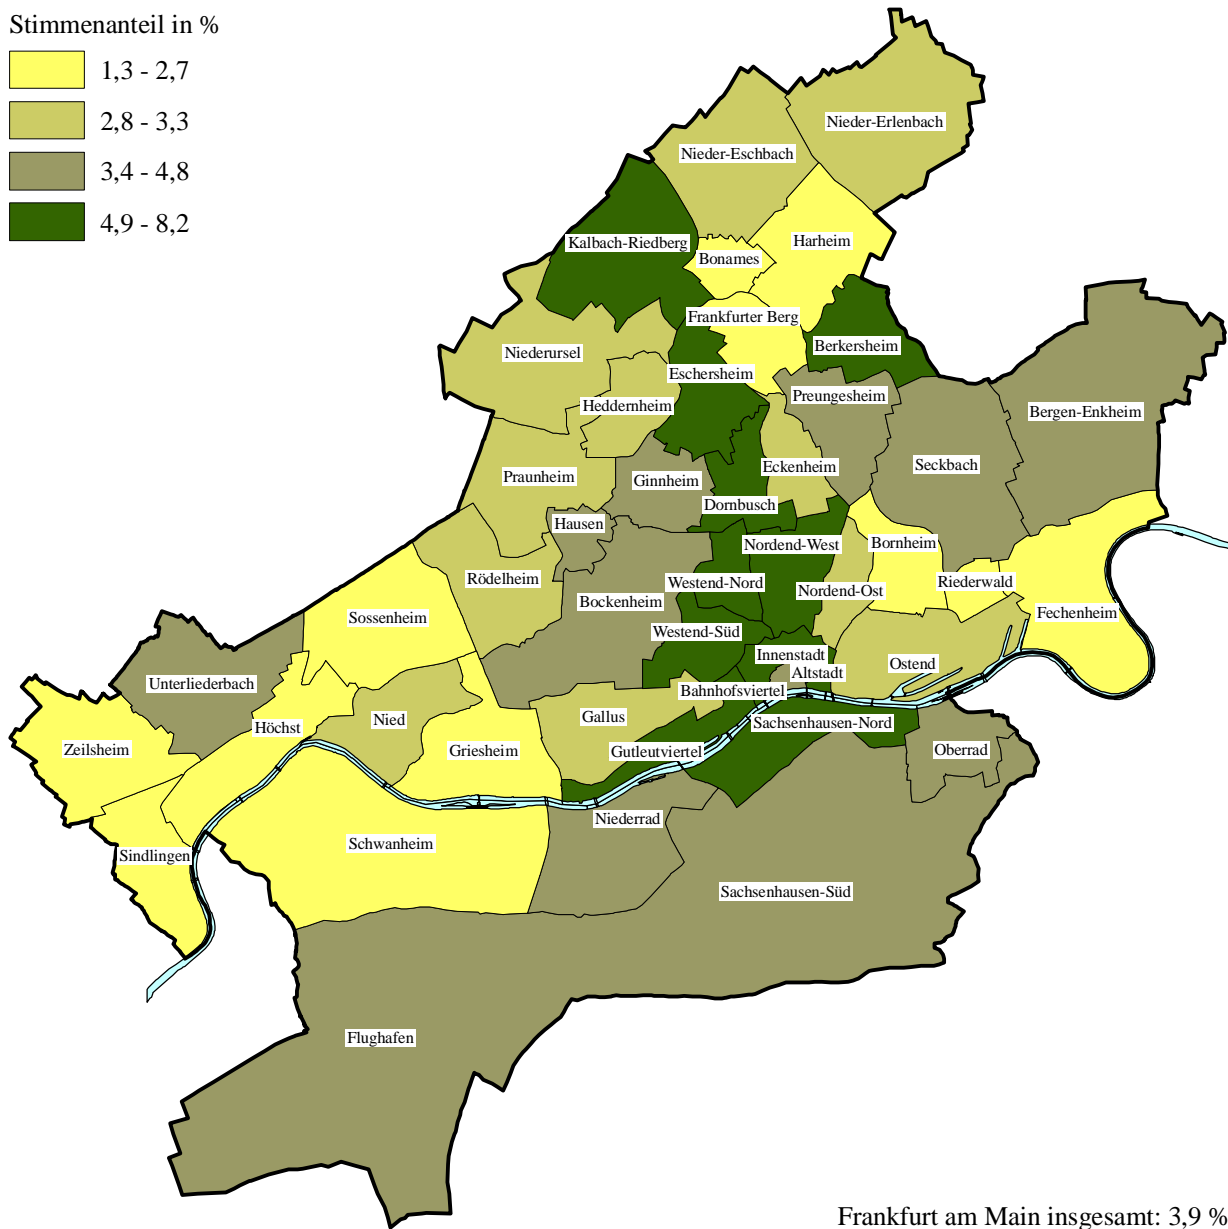 Stimmenanteil in %
1,3 - 2,7
2,8 - 3,3
3,4 - 4,8
4,9 - 8,2
Nieder-Erlenbach
Nieder-Eschbach
Kalbach-Riedberg
Harheim
Bonames
Frankfurter Berg
Berkersheim
Niederursel
Eschersheim
Preungesheim
Heddernheim
Bergen-Enkheim
Seckbach
Eckenheim
Praunheim
Ginnheim
Dornbusch
Hausen
Nordend-West
Bornheim
Rödelheim
Westend-Nord
Riederwald
Nordend-Ost
Bockenheim
Fechenheim
Sossenheim
Westend-Süd
Innenstadt
Ostend
Altstadt
Unterliederbach
Bahnhofsviertel
Gallus
Nied
Höchst
Sachsenhausen-Nord
Zeilsheim
Griesheim
Gutleutviertel
Oberrad
Niederrad
Schwanheim
Sindlingen
Sachsenhausen-Süd
Flughafen
Frankfurt am Main insgesamt: 3,9 %